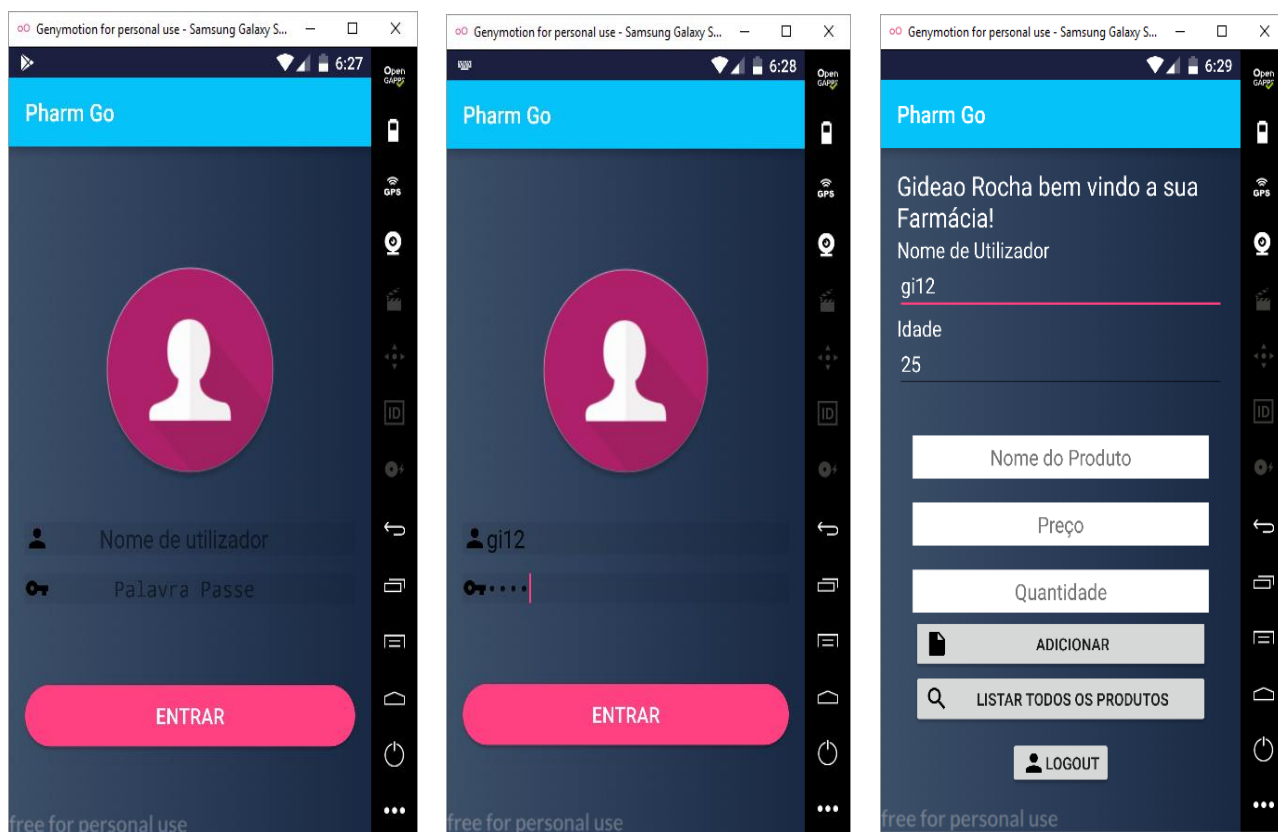 Genymotion for personal use - Samsung Galaxy S...
6:27
Open
GAPPS
Pharm Go
GPS
Nome de utilizador
Palavra Passe
ID
ENTRAR
free for personal use
Genymotion for personal use - Samsung Galaxy S...
6:28
Open
GAPPS
Pharm Go
GPS
gi12
ID
ENTRAR
free for personal use
Genymotion for personal use - Samsung Galaxy S...
6:29
Open
GAPPS
Pharm Go
GPS
Gideao Rocha bem vindo a sua
Farmácia!
Nome de Utilizador
gi12
Idade
25
ID
Nome do Produto
Preço
Quantidade
ADICIONAR
LISTAR TODOS OS PRODUTOS
LOGOUT
free for personal use